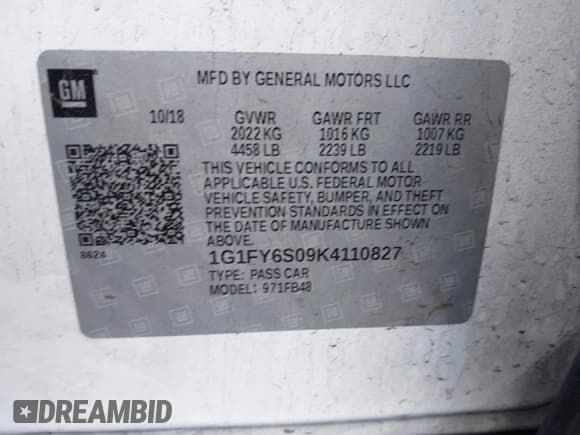 GM
MFD BY GENERAL MOTORS LLC
10/18 GVWR GAWR FRT GAWR RR
2022 KG 1016 KG 1007 KG
4458 LB 2239 LB 2219 LB
THIS VEHICLE CONFORMS TO ALL
APPLICABLE U.S. FEDERAL MOTOR
VEHICLE SAFETY, BUMPER, AND THEFT
PREVENTION STANDARDS IN EFFECT ON
THE DATE OF MANUFACTURE SHOWN
ABOVE.
8624
1G1FY6S09K4110827
TYPE: PASS CAR
MODEL: 971FB48
DREAMBID